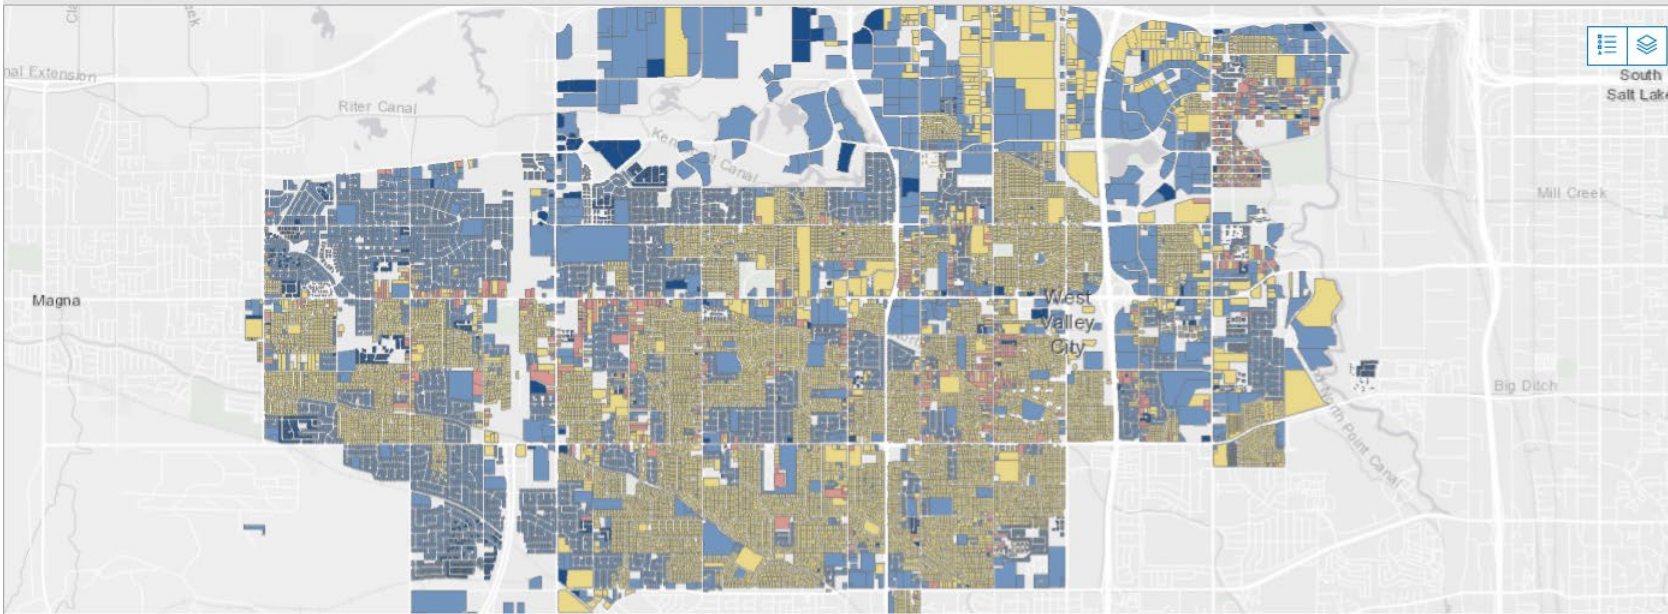 nal Extension
Riter Canal
South
Salt Lake
Mill Creek
Magna
West
Valley
City
Big Ditch
North Point Canal